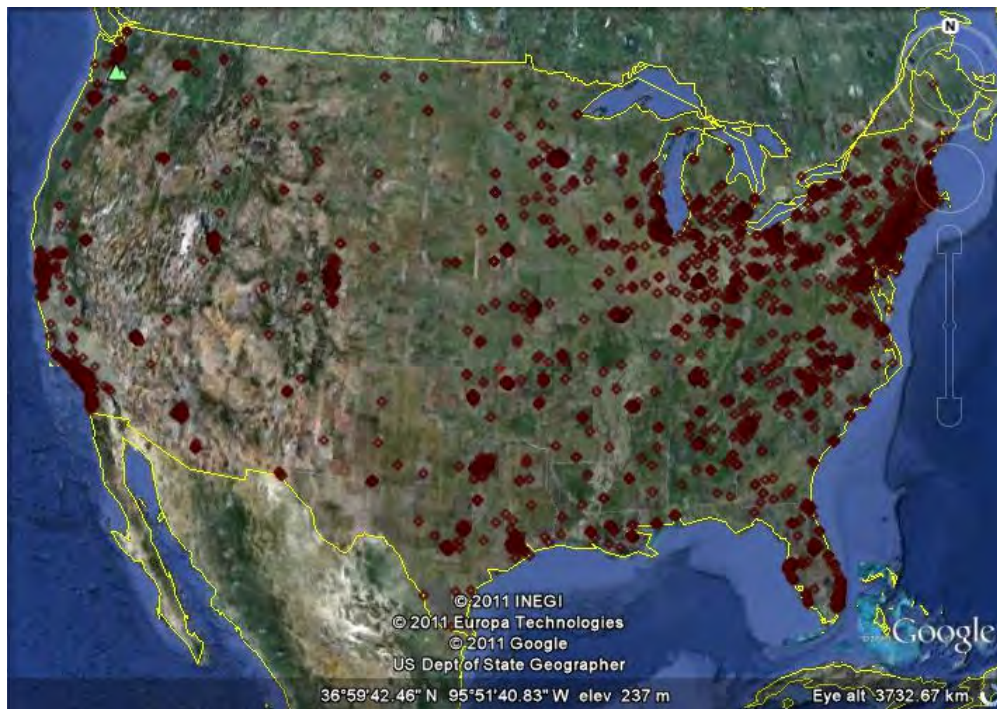 N
© 2011 INEGI
© 2011 Europa Technologies
© 2011 Google
US Dept of State Geographer
Google
36°59'42.46" N 95°51'40.83" W elev 237 m
Eye alt 3732.67 km